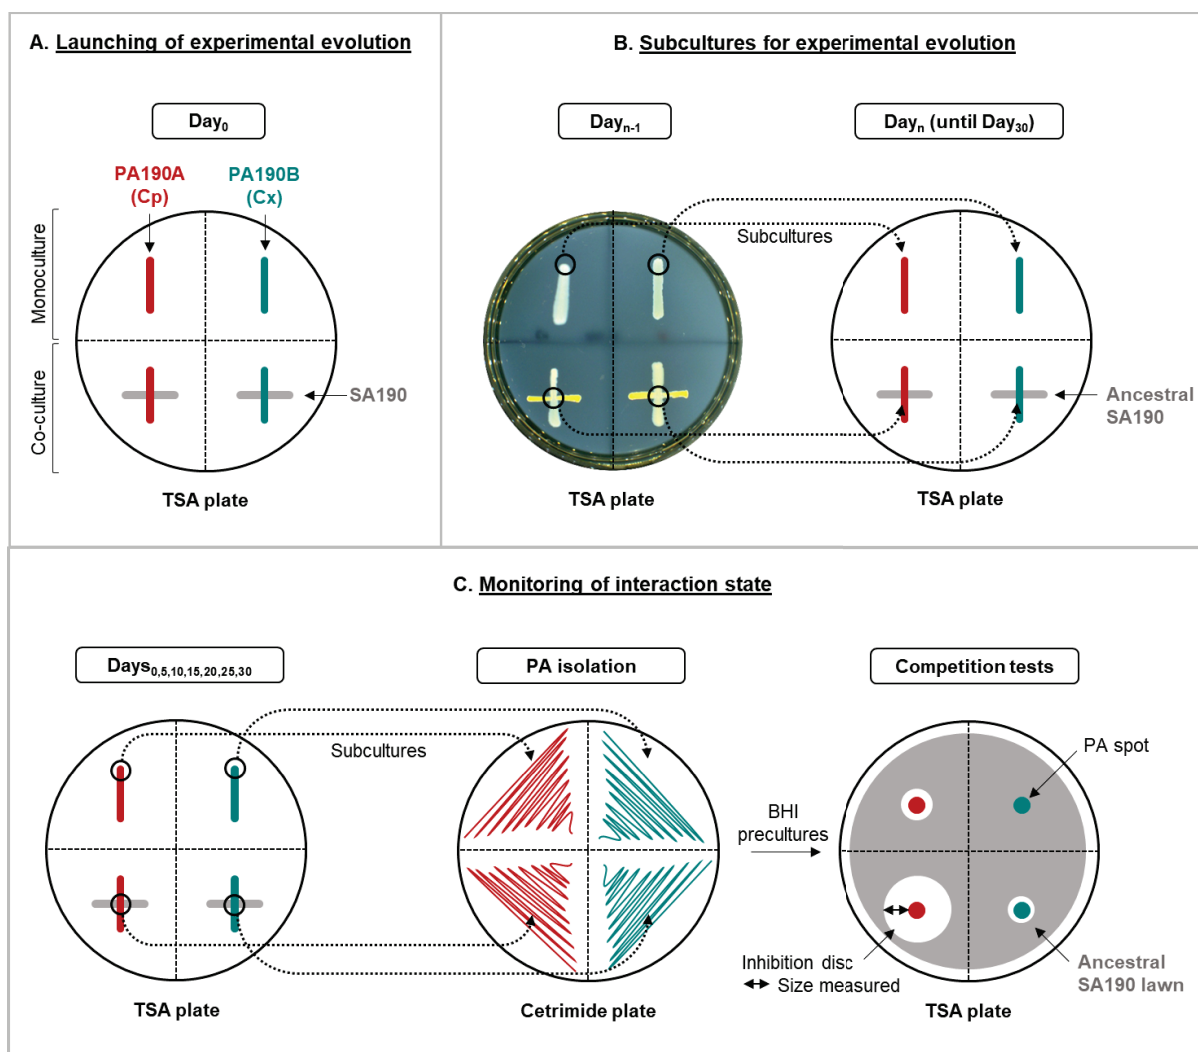 A. Launching of experimental evolution
Day0
PA190A
(Cp)
PA190B
(Cx)
Monoculture
Co-culture
SA190
TSA plate
B. Subcultures for experimental evolution
Dayn-1
Dayn (until Day30)
Subcultures
Ancestral
SA190
TSA plate
TSA plate
C. Monitoring of interaction state
Days0,5,10,15,20,25,30
PA isolation
Competition tests
Subcultures
PA spot
BHI
precultures
Inhibition disc
Size measured
Ancestral
SA190 lawn
TSA plate
Cetrimide plate
TSA plate